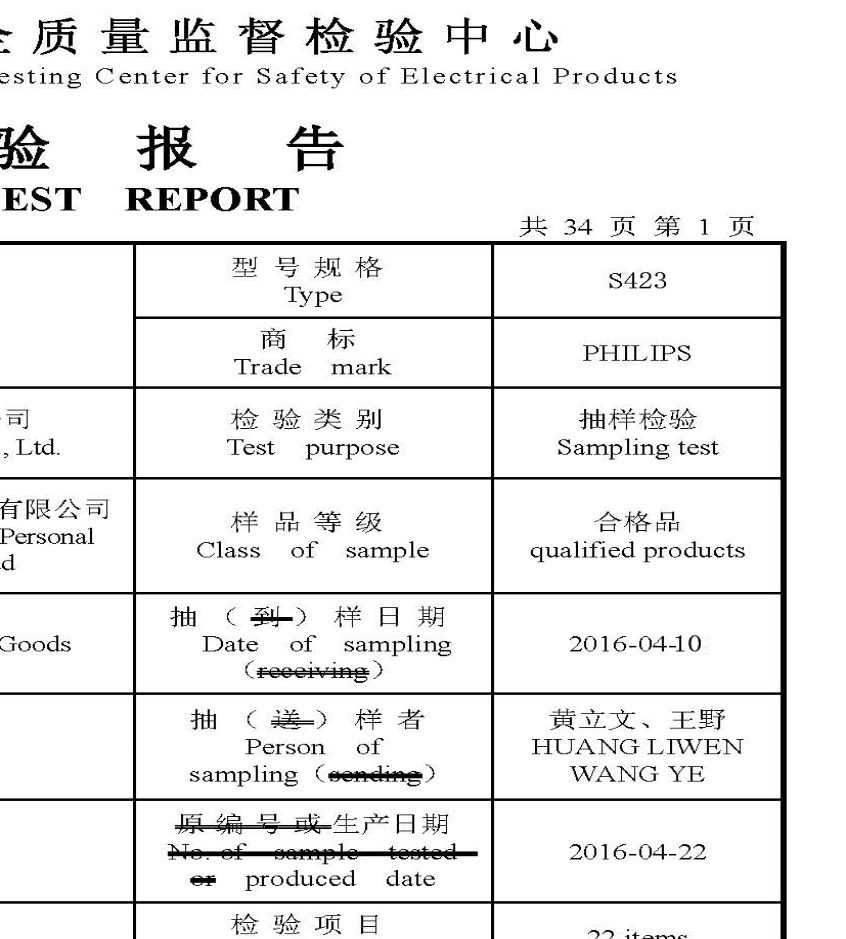 质量监督检验中心
esting Center for Safety of Electrical Products
验 报 告
EST REPORT
共 34 页 第 1 页
型号规格
Type
S423
商 标
Trade mark
PHILIPS
司
, Ltd.
检验类别
Test purpose
抽样检验
Sampling test
有限公司
Personal
d
样品等级
Class of sample
合格品
qualified products
Goods
抽（到）样日期
Date of sampling
（receiving）
2016-04-10
抽（送）样者
Person of
sampling（sending）
黄立文、王野
HUANG LIWEN
WANG YE
原编号或生产日期
No. of sample tested
or produced date
2016-04-22
检验项目
22 items